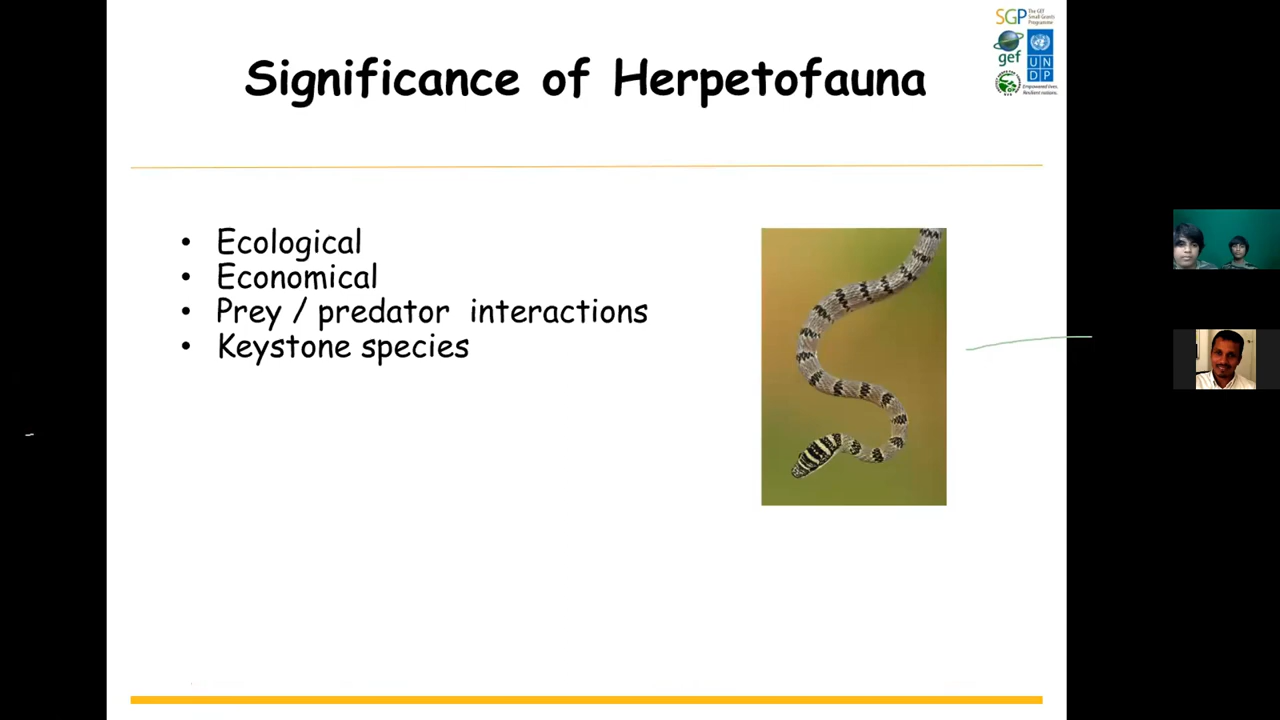 Significance of Herpetofauna
SGP The GEF
Small Grants
Programme
gef
U N
D P
Empowered lives.
Resilient nations.
• Ecological
• Economical
• Prey / predator interactions
• Keystone species